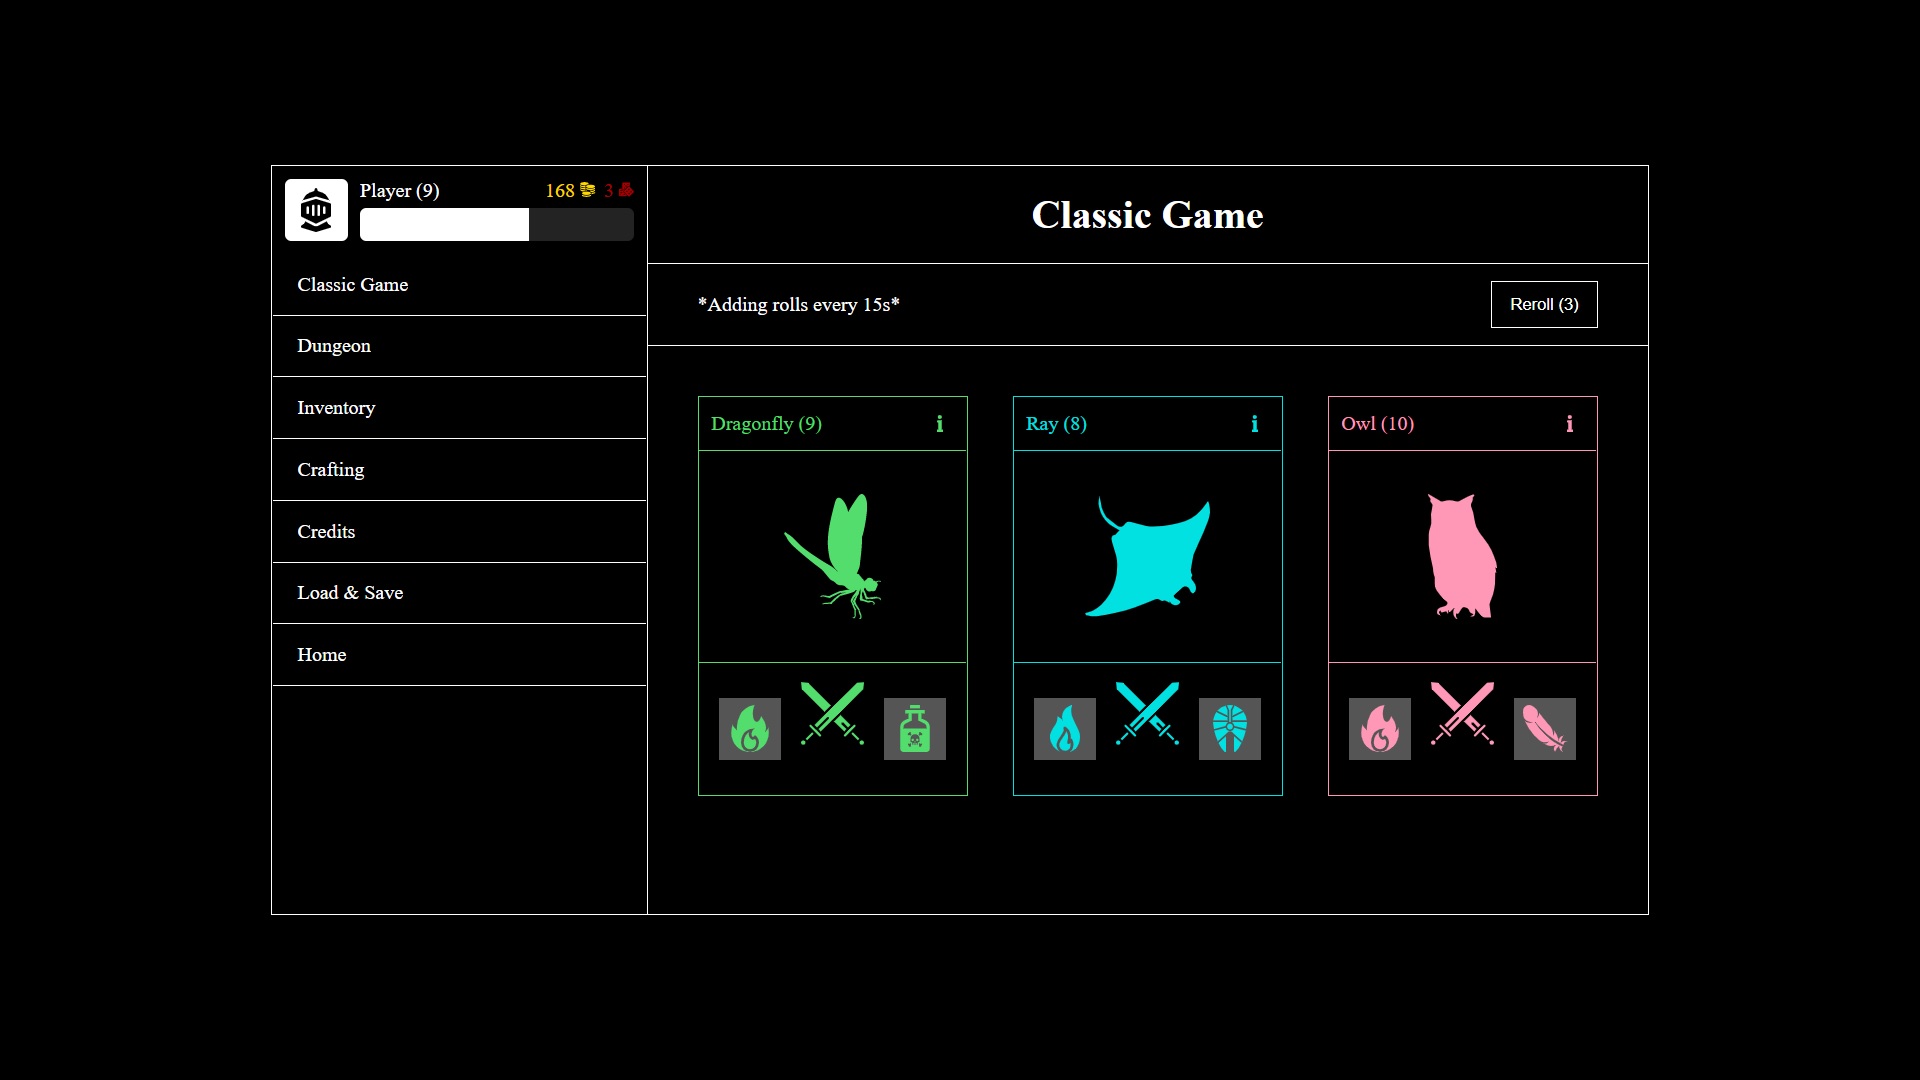 Player (9)
168 3
Classic Game
Dungeon
Inventory
Crafting
Credits
Load & Save
Home
Classic Game
*Adding rolls every 15s*
Reroll (3)
Dragonfly (9) i
Ray (8) i
Owl (10) i